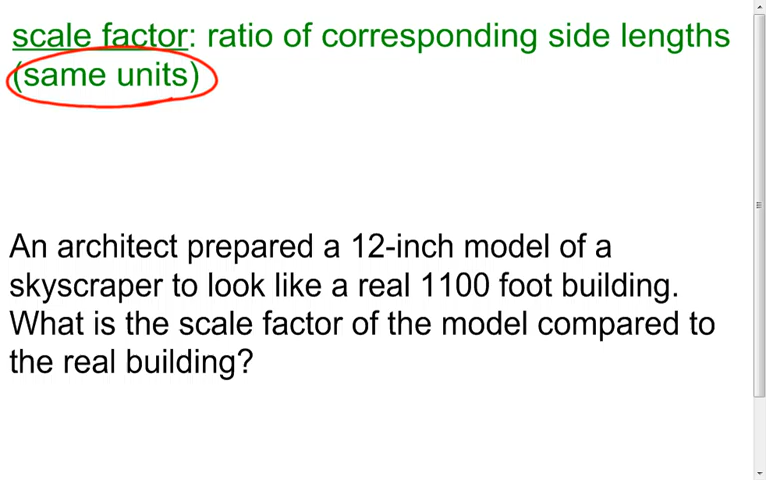 scale factor: ratio of corresponding side lengths
(same units)
An architect prepared a 12-inch model of a
skyscraper to look like a real 1100 foot building.
What is the scale factor of the model compared to
the real building?